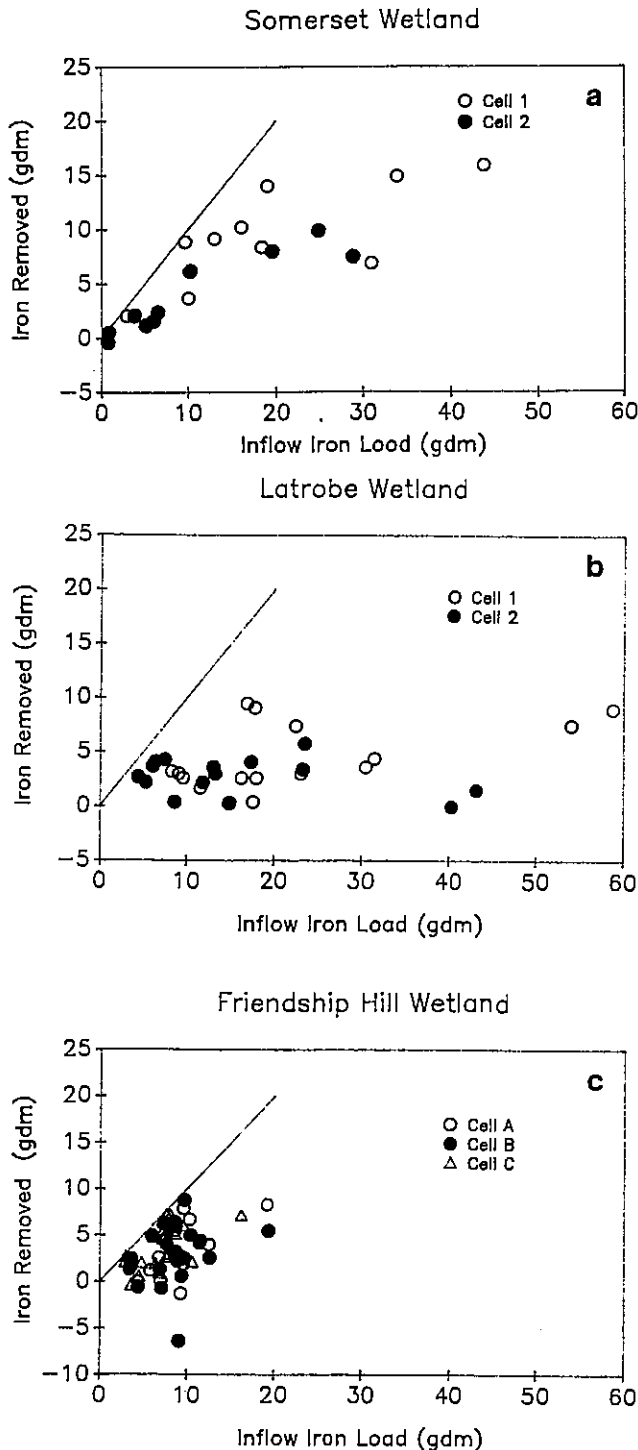 Somerset Wetland
a
Cell 1
Cell 2
25
20
15
10
5
0
-5
Iron Removed (gdm)
0 10 20 30 40 50 60
Inflow Iron Load (gdm)
Latrobe Wetland
b
Cell 1
Cell 2
25
20
15
10
5
0
-5
Iron Removed (gdm)
0 10 20 30 40 50 60
Inflow Iron Load (gdm)
Friendship Hill Wetland
c
Cell A
Cell B
Cell C
25
20
15
10
5
0
-5
-10
Iron Removed (gdm)
0 10 20 30 40 50 60
Inflow Iron Load (gdm)